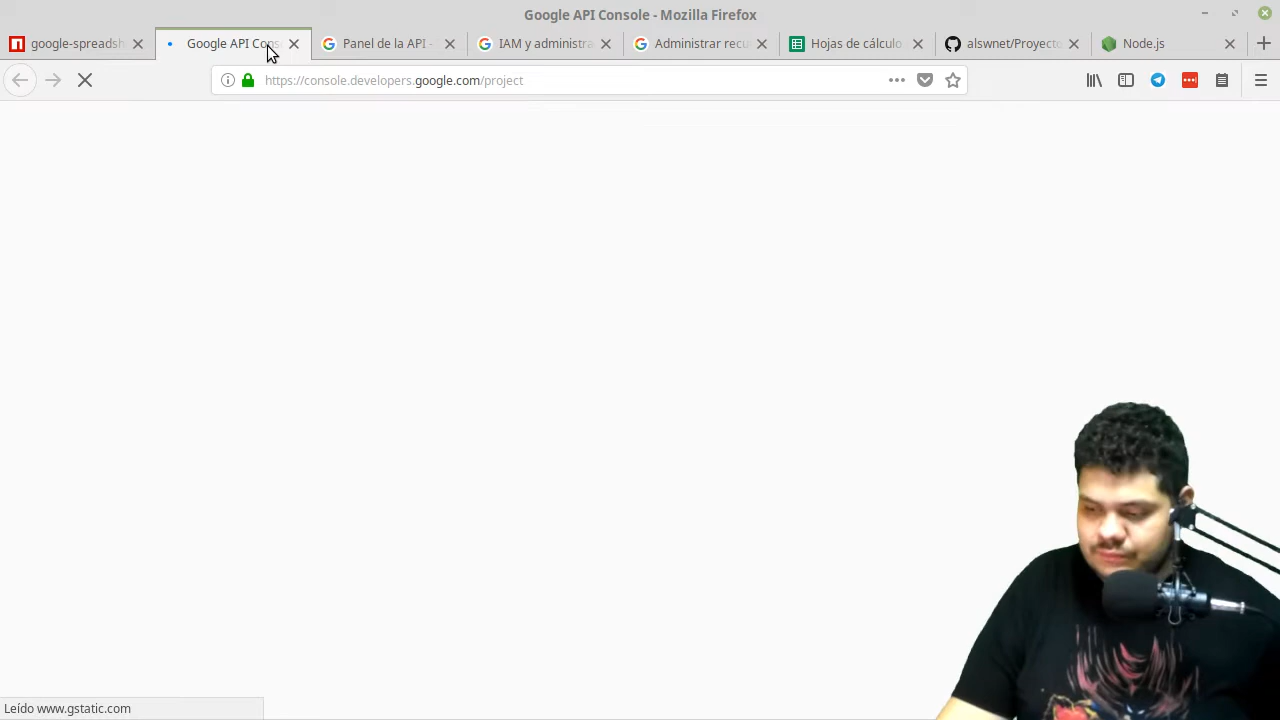 Google API Console - Mozilla Firefox
google-spreadsh
Google API Cons
Panel de la API -
IAM y administra
Administrar recu
Hojas de cálculo
alswnet/Proyecto
Node.js
https://console.developers.google.com/project
Leído www.gstatic.com